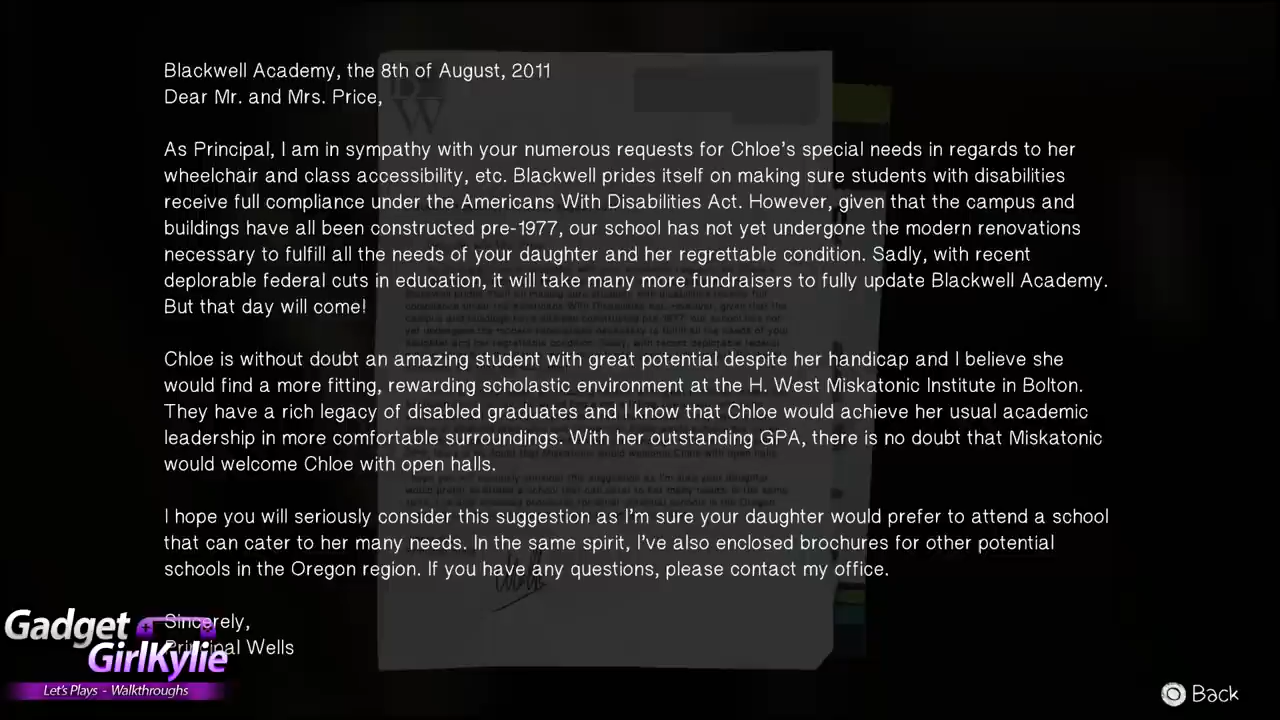 Blackwell Academy, the 8th of August, 2011
Dear Mr. and Mrs. Price,
As Principal, I am in sympathy with your numerous requests for Chloe's special needs in regards to her
wheelchair and class accessibility, etc. Blackwell prides itself on making sure students with disabilities
receive full compliance under the Americans With Disabilities Act. However, given that the campus and
buildings have all been constructed pre-1977, our school has not yet undergone the modern renovations
necessary to fulfill all the needs of your daughter and her regrettable condition. Sadly, with recent
deplorable federal cuts in education, it will take many more fundraisers to fully update Blackwell Academy.
But that day will come!
Chloe is without doubt an amazing student with great potential despite her handicap and I believe she
would find a more fitting, rewarding scholastic environment at the H. West Miskatonic Institute in Bolton.
They have a rich legacy of disabled graduates and I know that Chloe would achieve her usual academic
leadership in more comfortable surroundings. With her outstanding GPA, there is no doubt that Miskatonic
would welcome Chloe with open halls.
I hope you will seriously consider this suggestion as I'm sure your daughter would prefer to attend a school
that can cater to her many needs. In the same spirit, I've also enclosed brochures for other potential
schools in the Oregon region. If you have any questions, please contact my office.
Sincerely,
Principal Wells
Gadget
GirlKylie
Let's Plays - Walkthroughs
Back